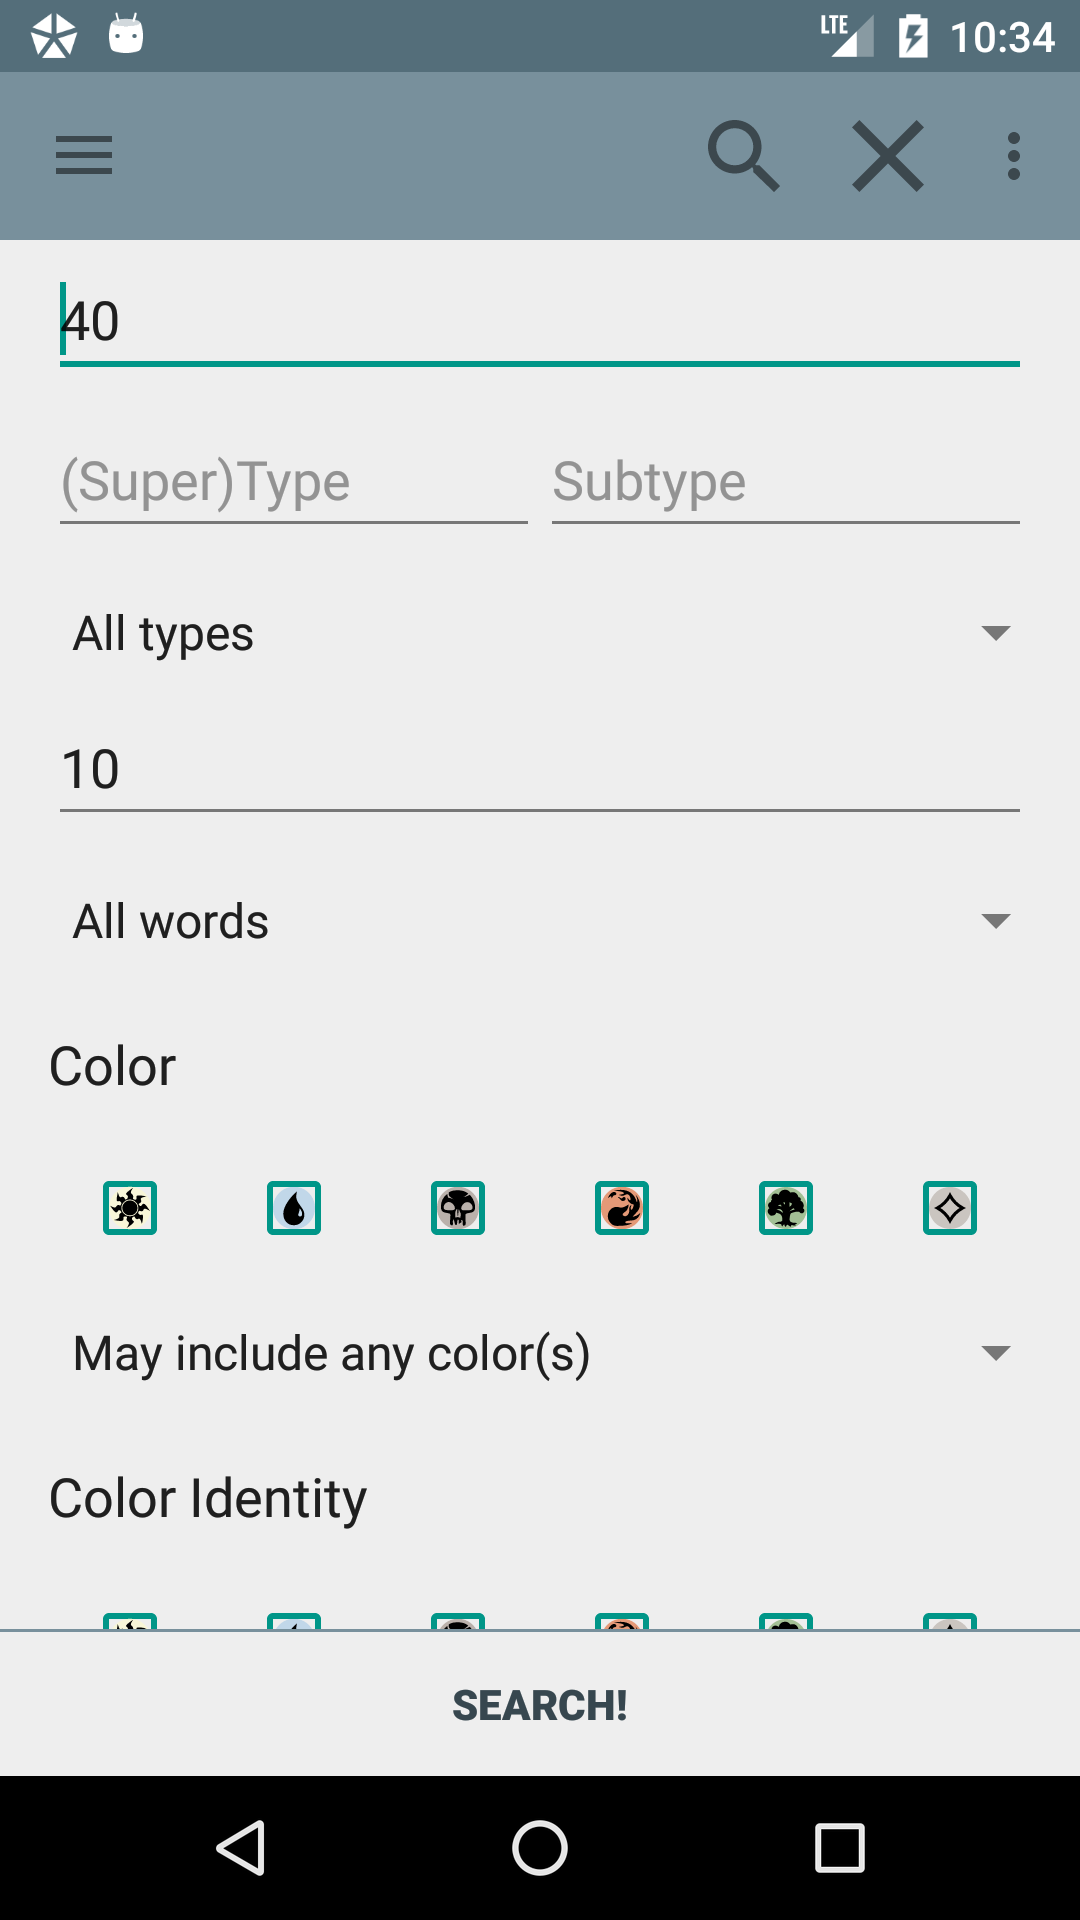 LTE 10:34
40
(Super)Type Subtype
All types
10
All words
Color
May include any color(s)
Color Identity
SEARCH!